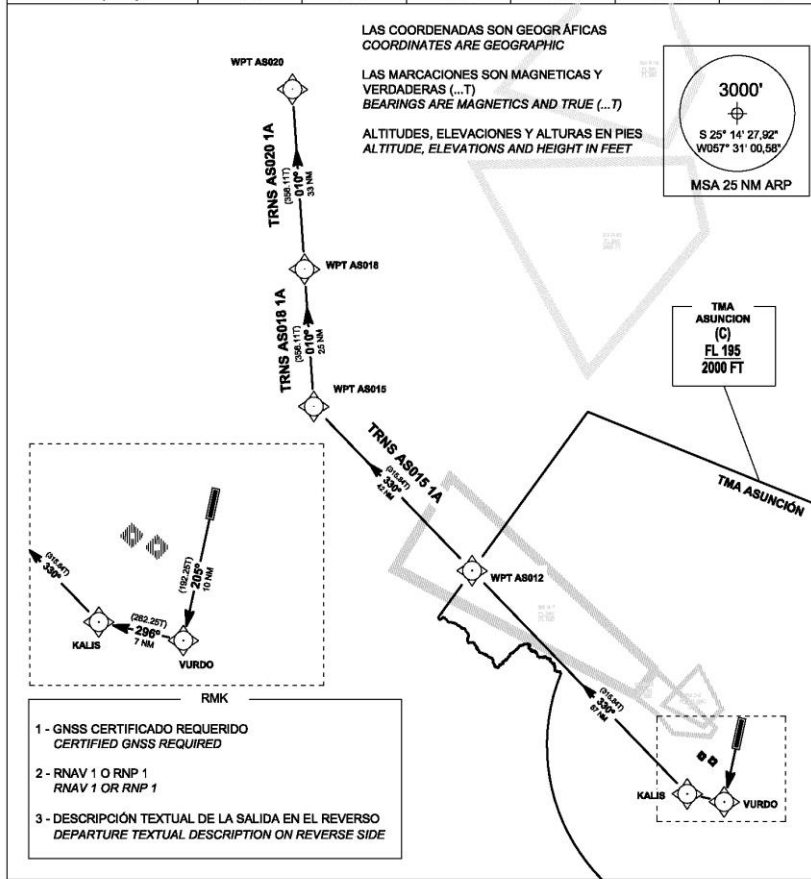 LAS COORDENADAS SON GEOGRÁFICAS
COORDINATES ARE GEOGRAPHIC
LAS MARCACIONES SON MAGNETICAS Y
VERDADERAS (...T)
BEARINGS ARE MAGNETICS AND TRUE (...T)
ALTITUDES, ELEVACIONES Y ALTURAS EN PIES
ALTITUDE, ELEVATIONS AND HEIGHT IN FEET
3000'
S 25° 14' 27,92"
W057° 31' 00,58"
MSA 25 NM ARP
WPT AS020
TRNS AS020 1A
(356.11T)
010°
33 NM
WPT AS018
TRNS AS018 1A
(356.11T)
010°
25 NM
WPT AS015
TRNS AS015 1A
(315.84T)
330°
42 NM
TMA
ASUNCION
(C)
FL 195
2000 FT
TMA ASUNCIÓN
WPT AS012
(315.84T)
330°
67 NM
KALIS
VURDO
(315.84T)
330°
(192.25T)
205°
10 NM
(282.25T)
296°
7 NM
KALIS
VURDO
RMK
1 - GNSS CERTIFICADO REQUERIDO
CERTIFIED GNSS REQUIRED
2 - RNAV 1 O RNP 1
RNAV 1 OR RNP 1
3 - DESCRIPCIÓN TEXTUAL DE LA SALIDA EN EL REVERSO
DEPARTURE TEXTUAL DESCRIPTION ON REVERSE SIDE